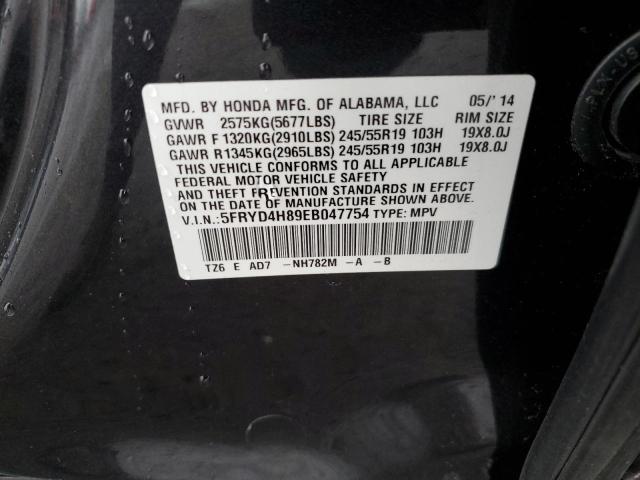 MFD. BY HONDA MFG. OF ALABAMA, LLC 05/' 14
GVWR 2575KG(5677LBS) TIRE SIZE RIM SIZE
GAWR F 1320KG(2910LBS) 245/55R19 103H 19X8.0J
GAWR R1345KG(2965LBS) 245/55R19 103H 19X8.0J
THIS VEHICLE CONFORMS TO ALL APPLICABLE
FEDERAL MOTOR VEHICLE SAFETY
AND THEFT PREVENTION STANDARDS IN EFFECT
ON THE DATE OF MANUFACTURE SHOWN ABOVE.
V.I.N.:5FRYD4H89EB047754 TYPE: MPV
TZ6 E AD7 -NH782M -A -B